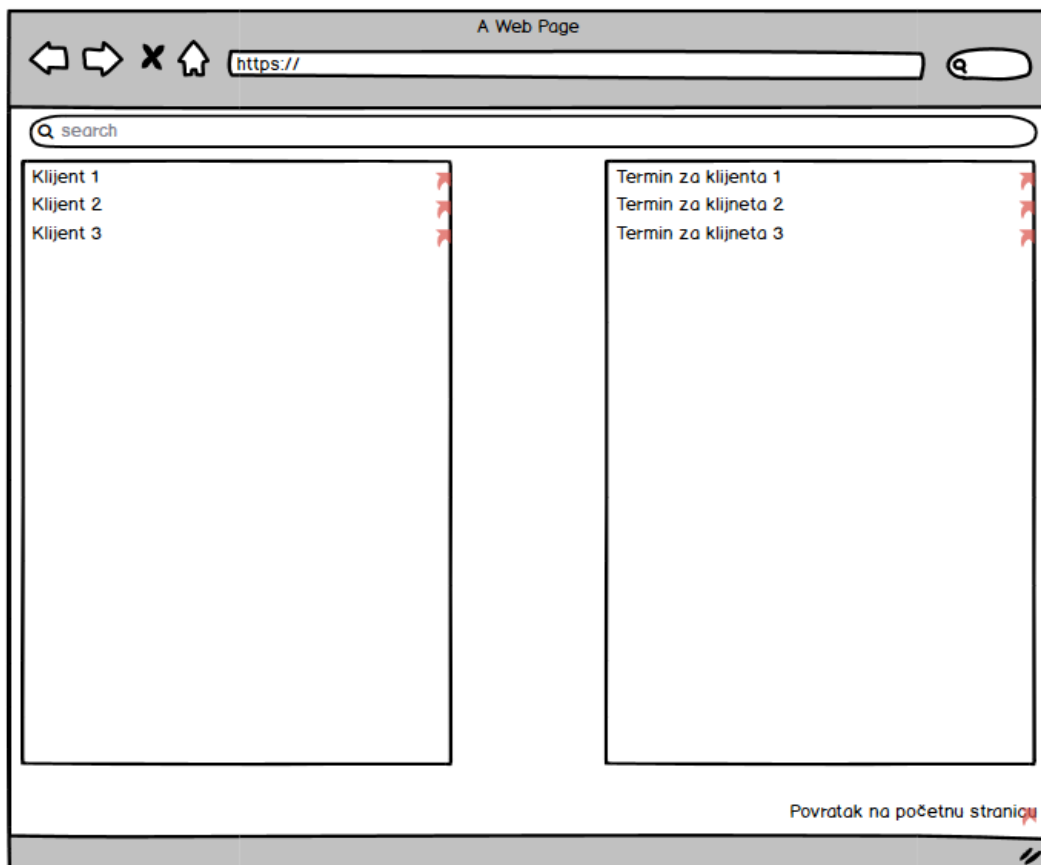 A Web Page
https://
search
Klijent 1
Klijent 2
Klijent 3
Termin za klijenta 1
Termin za klijneta 2
Termin za klijneta 3
Povratak na početnu stranicu